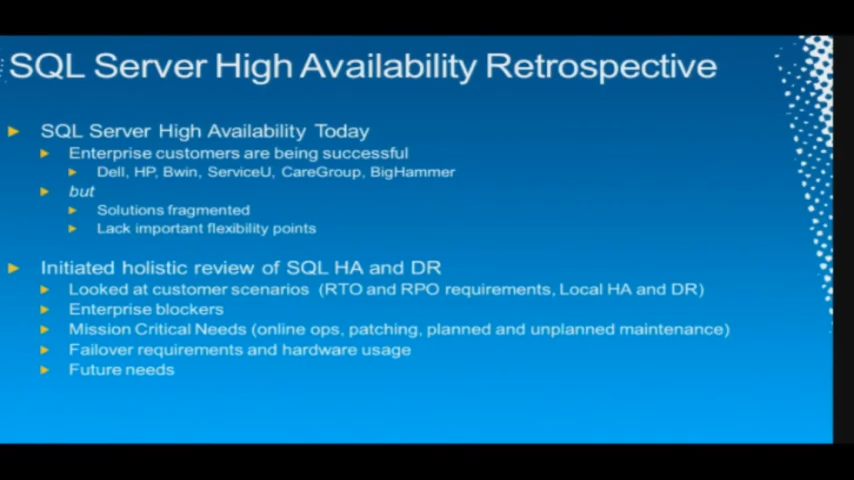 SQL Server High Availability Retrospective
SQL Server High Availability Today
Enterprise customers are being successful
Dell, HP, Bwin, ServiceU, CareGroup, BigHammer
but
Solutions fragmented
Lack important flexibility points
Initiated holistic review of SQL HA and DR
Looked at customer scenarios (RTO and RPO requirements, Local HA and DR)
Enterprise blockers
Mission Critical Needs (online ops, patching, planned and unplanned maintenance)
Failover requirements and hardware usage
Future needs